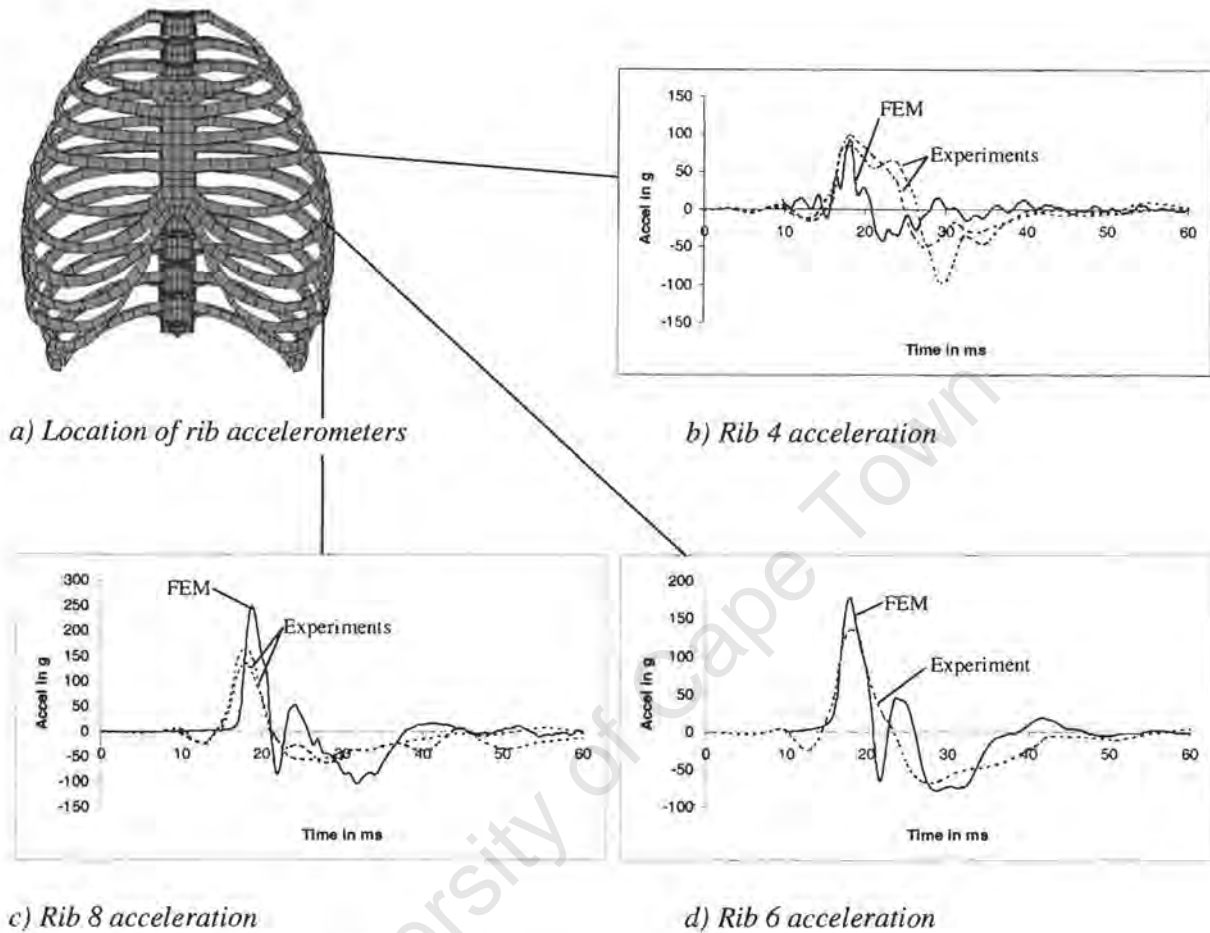 150
100
50
0
-50
-100
-150
0 10 20 30 40 50 60
Accel in g
Time in ms
FEM
Experiments
a) Location of rib accelerometers
b) Rib 4 acceleration
300
250
200
150
100
50
0
-50
-100
-150
0 10 20 30 40 50 60
Accel in g
Time in ms
FEM
Experiments
200
150
100
50
0
-50
-100
0 10 20 30 40 50 60
Accel in g
Time in ms
FEM
Experiment
c) Rib 8 acceleration
d) Rib 6 acceleration
ersity of Cape Town